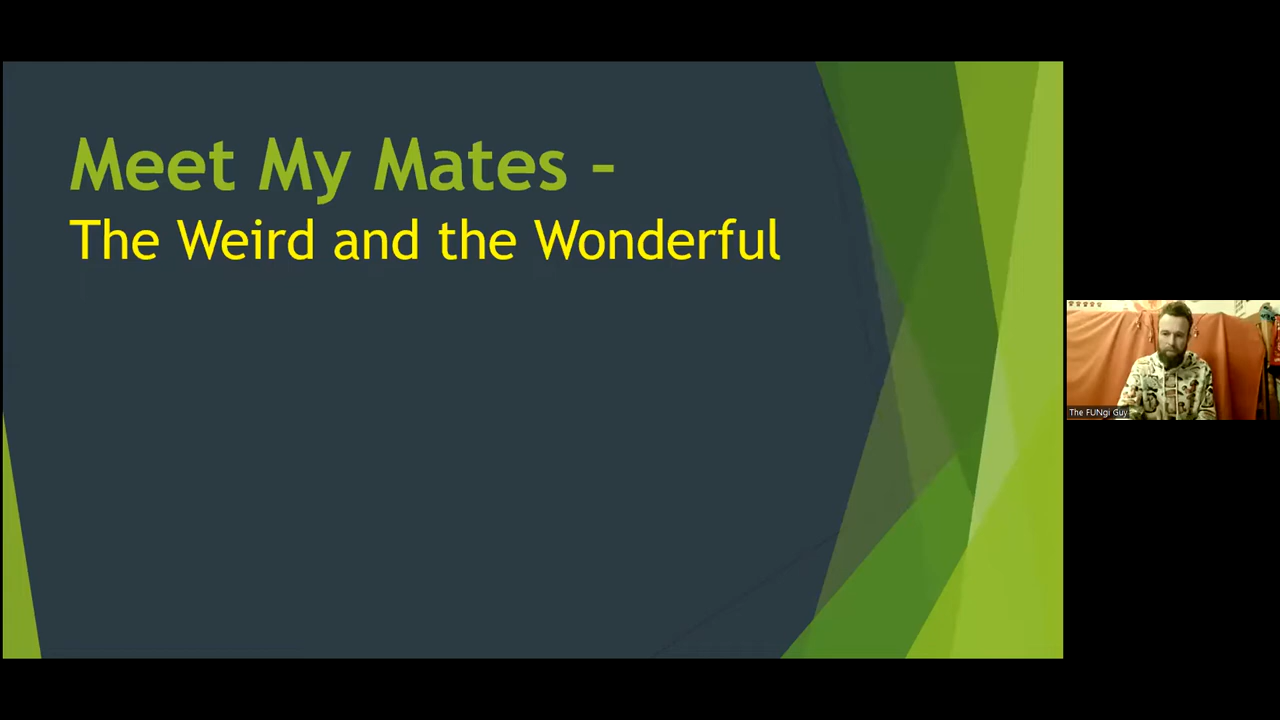 Meet My Mates –
The Weird and the Wonderful
The FUNgi Guy